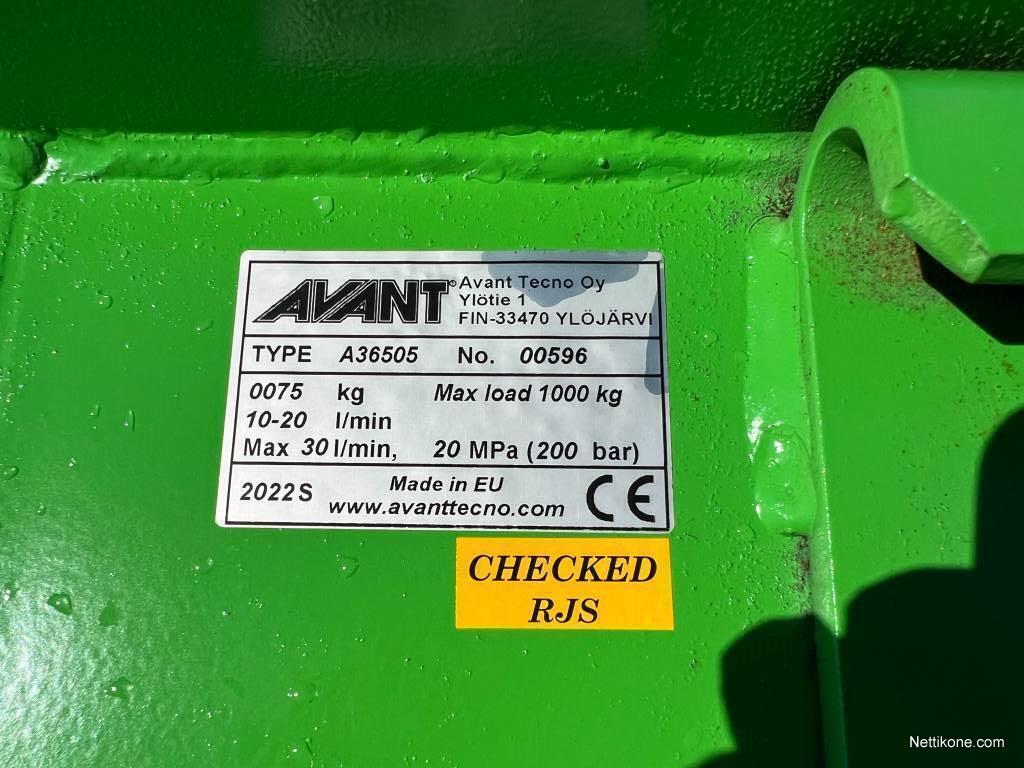 AVANT®
Avant Tecno Oy
Ylötie 1
FIN-33470 YLÖJÄRVI
TYPE A36505 No. 00596
0075 kg Max load 1000 kg
10-20 l/min
Max 30 l/min, 20 MPa (200 bar)
2022S Made in EU
www.avanttecno.com CE
CHECKED
RJS
Nettikone.com